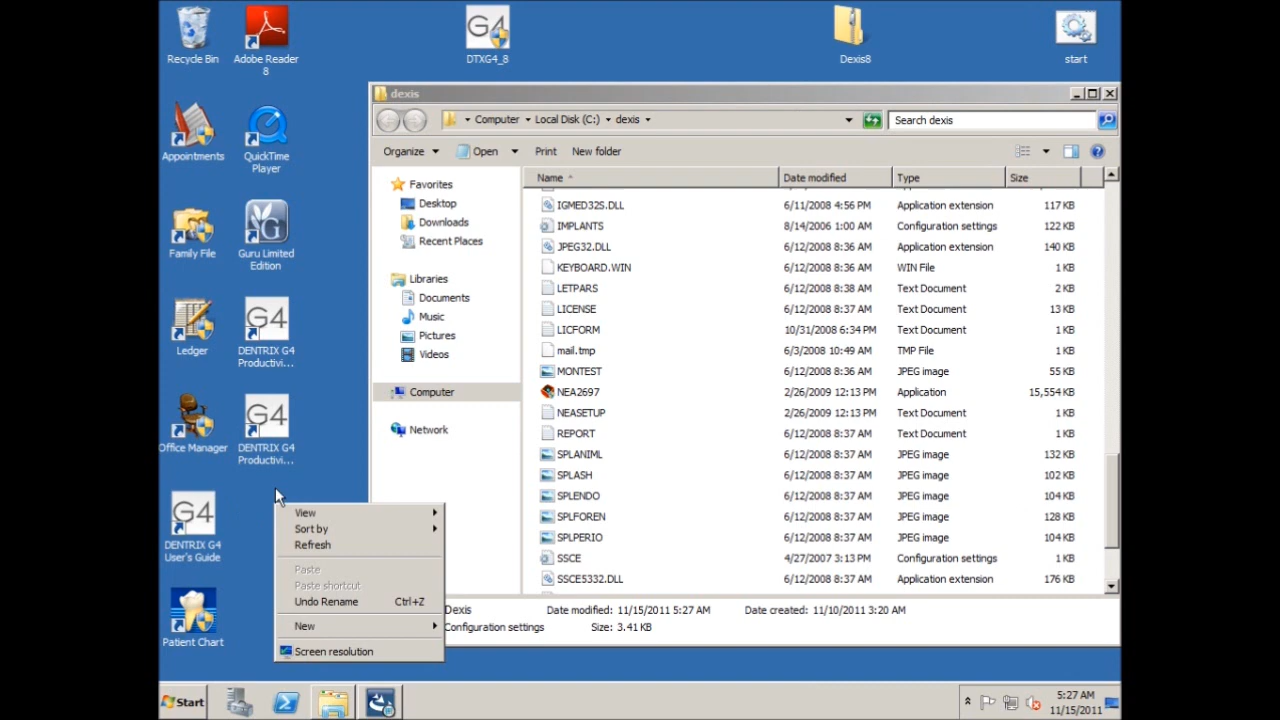 Recycle Bin
Adobe Reader
8
G4
DTXG4_8
Dexis8
start
Appointments
QuickTime
Player
Family File
G
Guru Limited
Edition
Ledger
G4
DENTRIX G4
Productivi...
Office Manager
G4
DENTRIX G4
Productivi...
G4
DENTRIX G4
User's Guide
Patient Chart
dexis
Computer Local Disk (C:) dexis
Search dexis
Organize Open Print New folder
Favorites
Desktop
Downloads
Recent Places
Libraries
Documents
Music
Pictures
Videos
Computer
Network
Name Date modified Type Size
IGMED32S.DLL 6/11/2008 4:56 PM Application extension 117 KB
IMPLANTS 8/14/2006 1:00 AM Configuration settings 122 KB
JPEG32.DLL 6/12/2008 8:36 AM Application extension 140 KB
KEYBOARD.WIN 6/12/2008 8:36 AM WIN File 1 KB
LETPARS 6/12/2008 8:38 AM Text Document 2 KB
LICENSE 6/12/2008 8:36 AM Text Document 13 KB
LICFORM 10/31/2008 6:34 PM Text Document 1 KB
mail.tmp 6/3/2008 10:49 AM TMP File 1 KB
MONTEST 6/12/2008 8:36 AM JPEG image 55 KB
NEA2697 2/26/2009 12:13 PM Application 15,554 KB
NEASETUP 2/26/2009 12:13 PM Text Document 1 KB
REPORT 6/12/2008 8:37 AM Text Document 1 KB
SPLANIML 6/12/2008 8:37 AM JPEG image 132 KB
SPLASH 6/12/2008 8:37 AM JPEG image 102 KB
SPLENDO 6/12/2008 8:37 AM JPEG image 104 KB
SPLFOREN 6/12/2008 8:37 AM JPEG image 128 KB
SPLPERIO 6/12/2008 8:37 AM JPEG image 104 KB
SSCE 4/27/2007 3:13 PM Configuration settings 1 KB
SSCE5332.DLL 6/12/2008 8:37 AM Application extension 176 KB
Dexis Date modified: 11/15/2011 5:27 AM Date created: 11/10/2011 3:20 AM
Configuration settings Size: 3.41 KB
View
Sort by
Refresh
Paste
Paste shortcut
Undo Rename Ctrl+Z
New
Screen resolution
Start
5:27 AM
11/15/2011